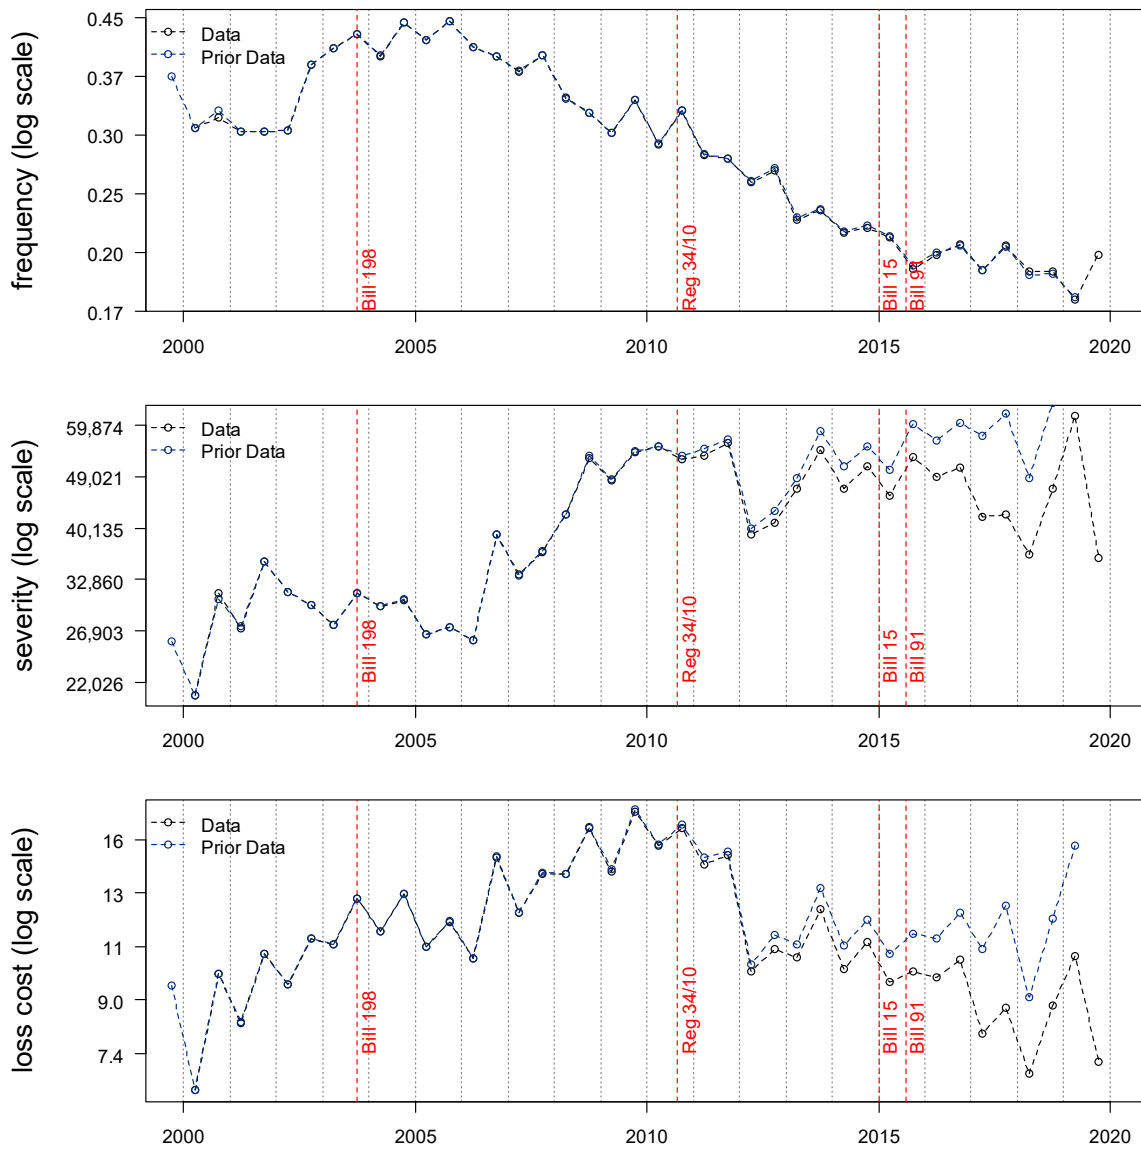 frequency (log scale)
0.45
0.37
0.30
0.25
0.20
0.17
Data
Prior Data
Bill 198
Reg 34/10
Bill 15
Bill 91
2000
2005
2010
2015
2020
severity (log scale)
59,874
49,021
40,135
32,860
26,903
22,026
Data
Prior Data
Bill 198
Reg 34/10
Bill 15
Bill 91
2000
2005
2010
2015
2020
loss cost (log scale)
16
13
11
9.0
7.4
Data
Prior Data
Bill 198
Reg 34/10
Bill 15
Bill 91
2000
2005
2010
2015
2020